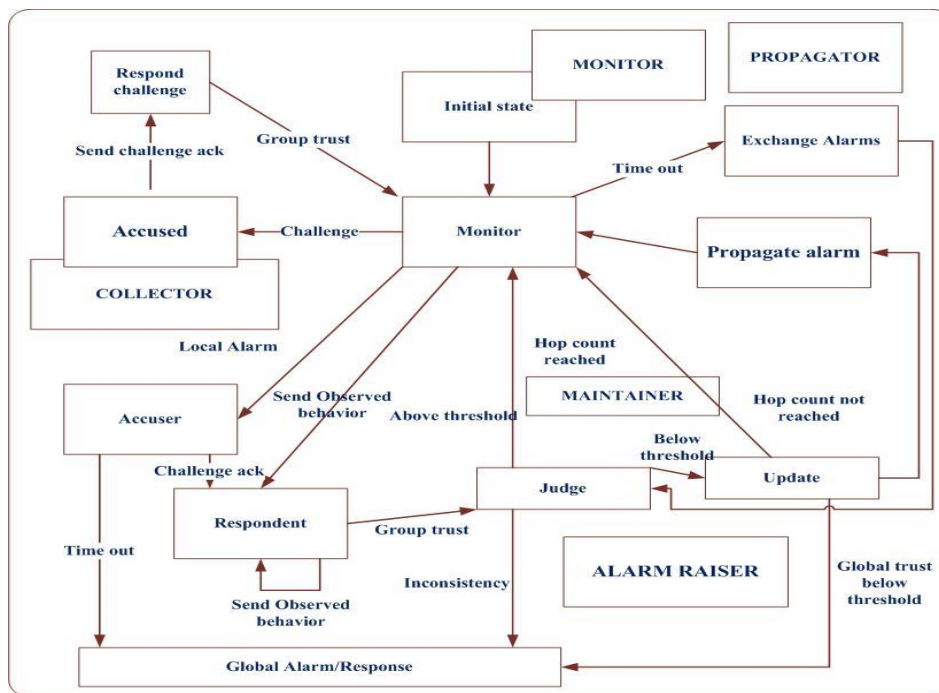 MONITOR
PROPAGATOR
Respond
challenge
Initial state
Group trust
Exchange Alarms
Send challenge ack
Time out
Accused
Challenge
Monitor
Propagate alarm
COLLECTOR
Local Alarm
Hop count
reached
Send Observed
behavior
MAINTAINER
Hop count not
reached
Accuser
Above threshold
Below
threshold
Challenge ack
Judge
Update
Respondent
Group trust
Time out
Inconsistency
ALARM RAISER
Global trust
below
threshold
Send Observed
behavior
Global Alarm/Response